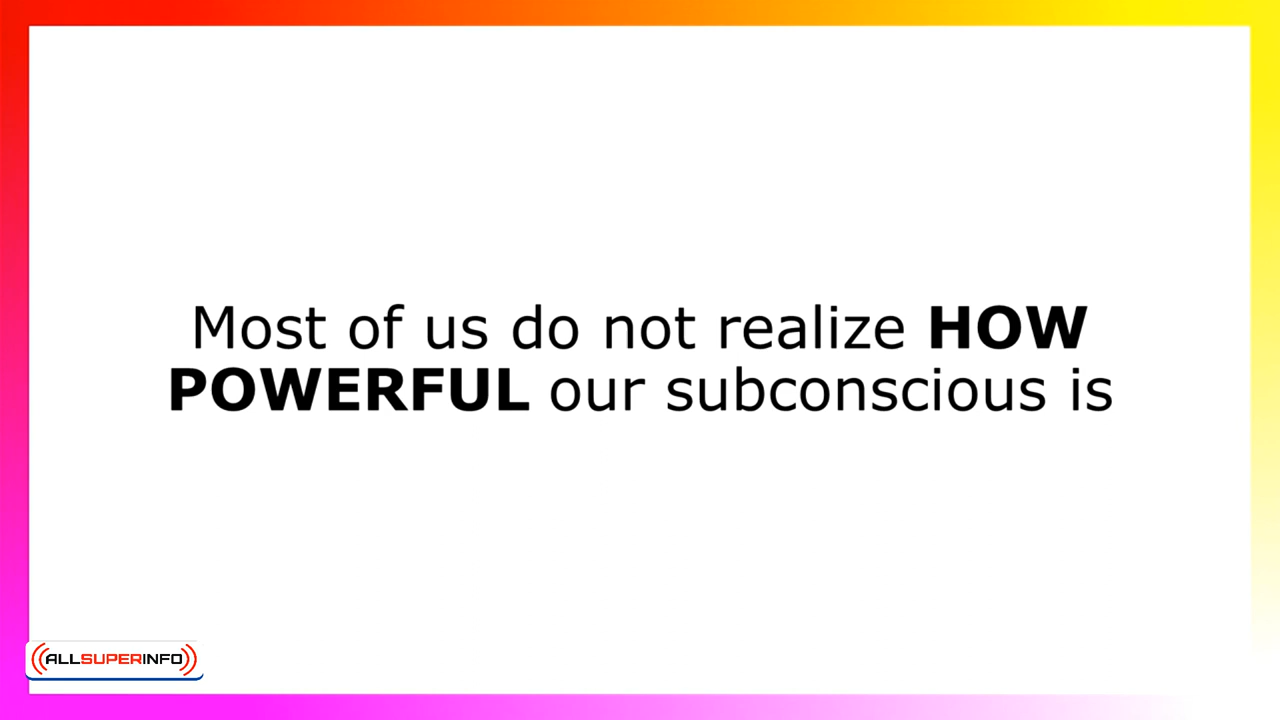 Most of us do not realize HOW
POWERFUL our subconscious is
ALLSUPERINFO